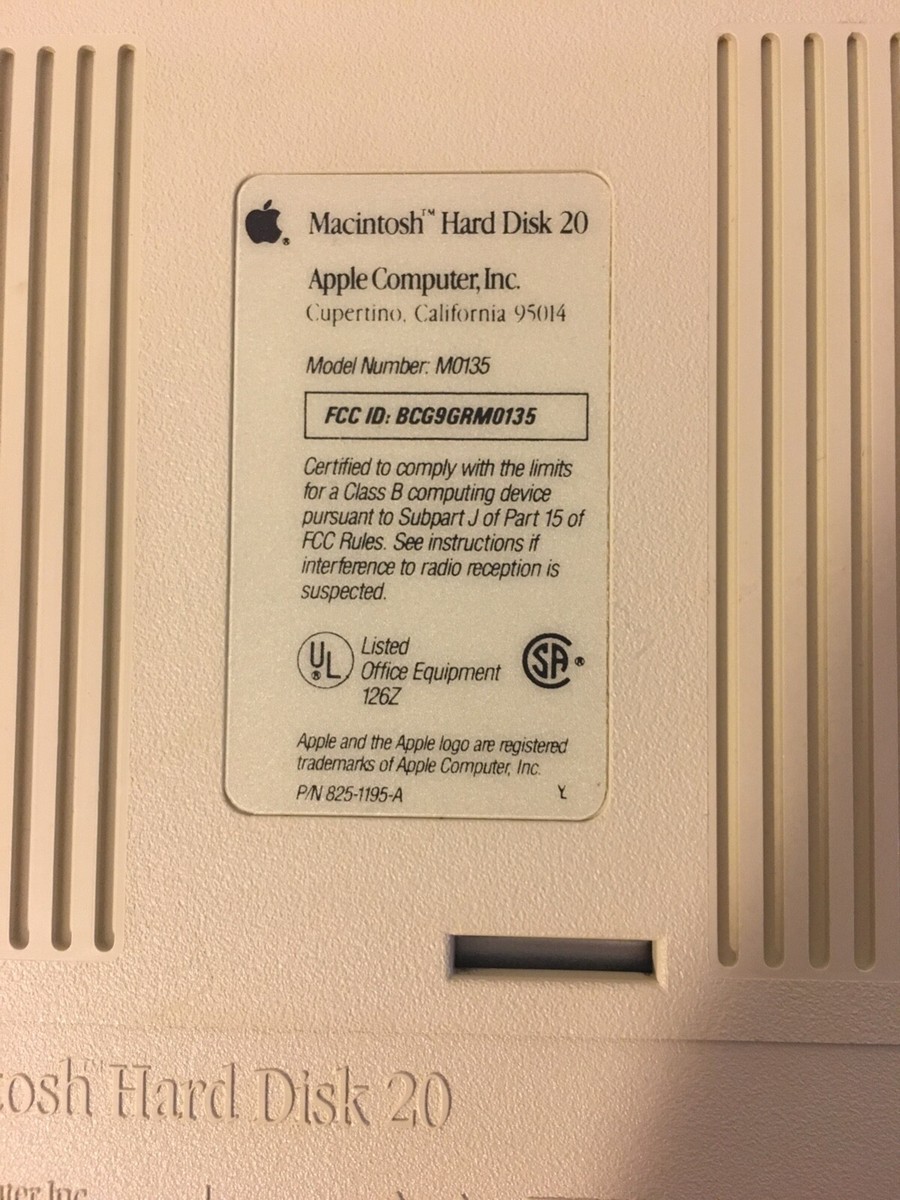 Macintosh™ Hard Disk 20
Apple Computer, Inc.
Cupertino, California 95014
Model Number: M0135
FCC ID: BCG9GRM0135
Certified to comply with the limits
for a Class B computing device
pursuant to Subpart J of Part 15 of
FCC Rules. See instructions if
interference to radio reception is
suspected.
UL® Listed
Office Equipment
126Z
SA®
Apple and the Apple logo are registered
trademarks of Apple Computer, Inc.
P/N 825-1195-A Y
tosh™ Hard Disk 20
uter Inc